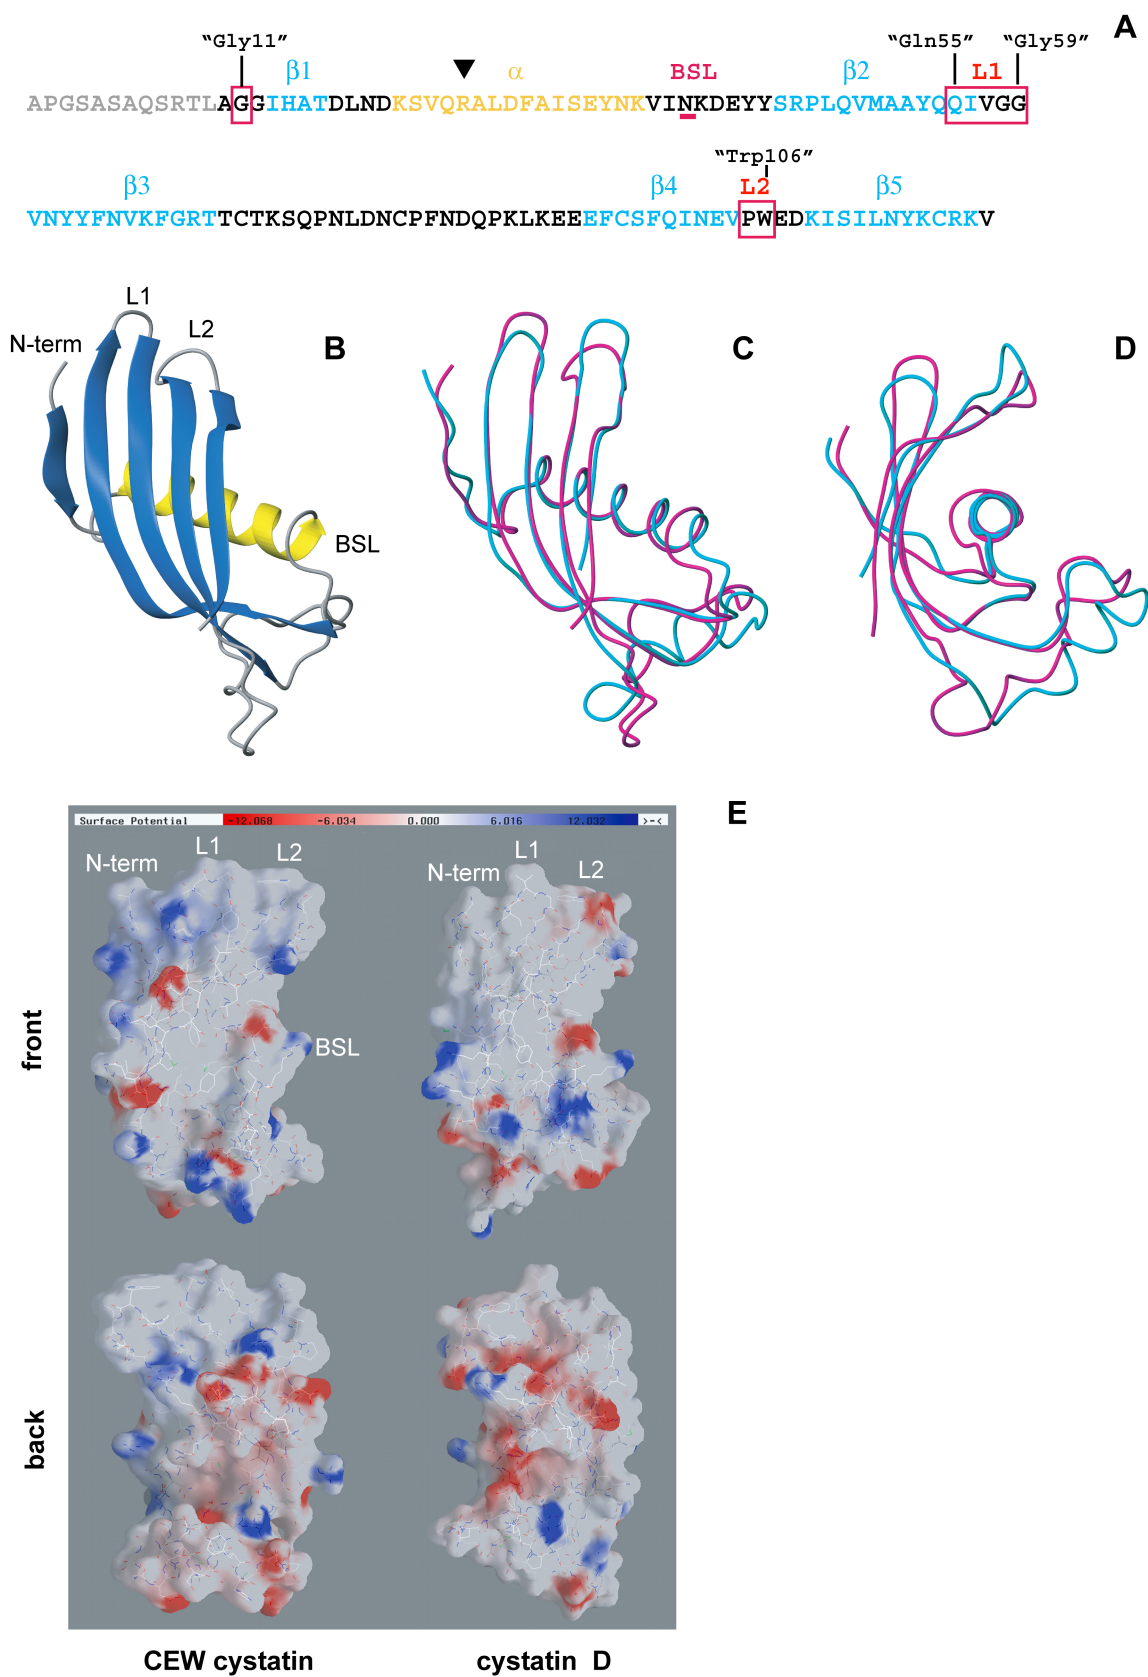 A
“Gly11” “Gln55” “Gly59”
β1 α BSL β2 L1
APGSASAQSRTLAGGIHATDLNDKSVQRALDFAISEYNKVINKDEYYSRPLQVMAAYQQIVGG
“Trp106”
β3 β4 L2 β5
VNYYFNVKFGRTTCTKSQPNLDNCPFNDQPKLKEEEFCSFQINEVPWEDKISILNYKCRKV
L1
L2
N-term
B
C
D
BSL
E
Surface Potential -12.068 -6.034 0.000 6.016 12.032 >-<
L1 L2
N-term
L1
N-term L2
front
BSL
back
CEW cystatin cystatin D